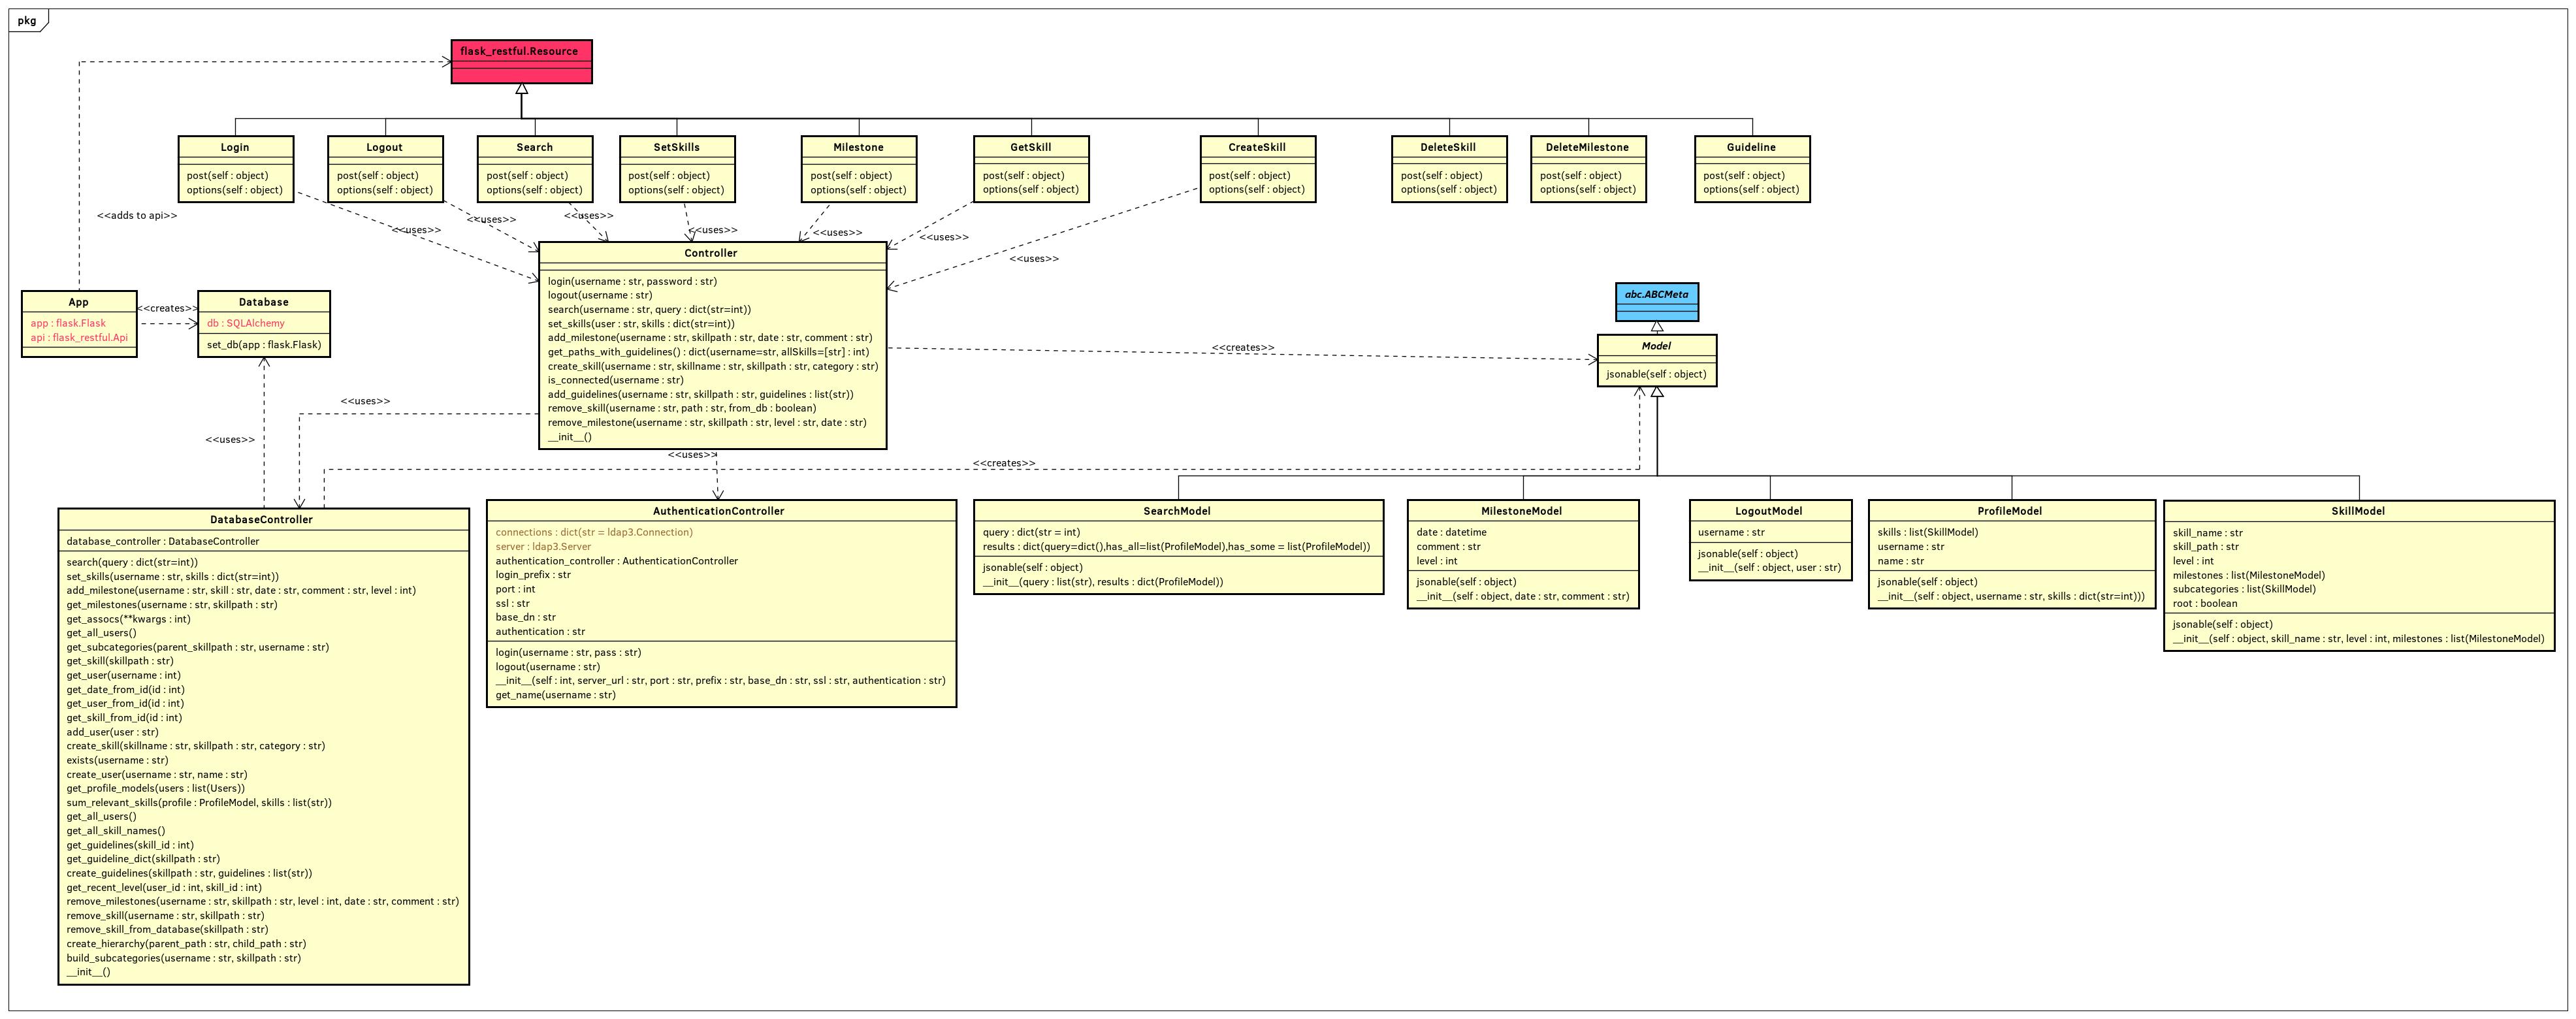 pkg
flask_restful.Resource
Login
post(self : object)
options(self : object)
Logout
post(self : object)
options(self : object)
Search
post(self : object)
options(self : object)
SetSkills
post(self : object)
options(self : object)
Milestone
post(self : object)
options(self : object)
GetSkill
post(self : object)
options(self : object)
CreateSkill
post(self : object)
options(self : object)
DeleteSkill
post(self : object)
options(self : object)
DeleteMilestone
post(self : object)
options(self : object)
Guideline
post(self : object)
options(self : object)
<<adds to api>>
<<uses>>
<<uses>>
<<uses>>
<<uses>>
<<uses>>
<<uses>>
<<uses>>
App
app : flask.Flask
api : flask_restful.Api
<<creates>>
Database
db : SQLAlchemy
set_db(app : flask.Flask)
Controller
login(username : str, password : str)
logout(username : str)
search(username : str, query : dict(str=int))
set_skills(user : str, skills : dict(str=int))
add_milestone(username : str, skillpath : str, date : str, comment : str)
get_paths_with_guidelines() : dict(username=str, allSkills=[str] : int)
create_skill(username : str, skillname : str, skillpath : str, category : str)
is_connected(username : str)
add_guidelines(username : str, skillpath : str, guidelines : list(str))
remove_skill(username : str, path : str, from_db : boolean)
remove_milestone(username : str, skillpath : str, level : str, date : str)
__init__()
<<creates>>
abc.ABCMeta
Model
jsonable(self : object)
<<uses>>
<<uses>>
<<uses>>
<<creates>>
DatabaseController
database_controller : DatabaseController
search(query : dict(str=int))
set_skills(username : str, skills : dict(str=int))
add_milestone(username : str, skill : str, date : str, comment : str, level : int)
get_milestones(username : str, skillpath : str)
get_assocs(**kwargs : int)
get_all_users()
get_subcategories(parent_skillpath : str, username : str)
get_skill(skillpath : str)
get_user(username : int)
get_date_from_id(id : int)
get_user_from_id(id : int)
get_skill_from_id(id : int)
add_user(user : str)
create_skill(skillname : str, skillpath : str, category : str)
exists(username : str)
create_user(username : str, name : str)
get_profile_models(users : list(Users))
sum_relevant_skills(profile : ProfileModel, skills : list(str))
get_all_users()
get_all_skill_names()
get_guidelines(skill_id : int)
get_guideline_dict(skillpath : str)
create_guidelines(skillpath : str, guidelines : list(str))
get_recent_level(user_id : int, skill_id : int)
remove_milestones(username : str, skillpath : str, level : int, date : str, comment : str)
remove_skill(username : str, skillpath : str)
remove_skill_from_database(skillpath : str)
create_hierarchy(parent_path : str, child_path : str)
build_subcategories(username : str, skillpath : str)
__init__()
AuthenticationController
connections : dict(str = ldap3.Connection)
server : ldap3.Server
authentication_controller : AuthenticationController
login_prefix : str
port : int
ssl : str
base_dn : str
authentication : str
login(username : str, pass : str)
logout(username : str)
__init__(self : int, server_url : str, port : str, prefix : str, base_dn : str, ssl : str, authentication : str)
get_name(username : str)
SearchModel
query : dict(str = int)
results : dict(query=dict(),has_all=list(ProfileModel),has_some = list(ProfileModel))
jsonable(self : object)
__init__(query : list(str), results : dict(ProfileModel))
MilestoneModel
date : datetime
comment : str
level : int
jsonable(self : object)
__init__(self : object, date : str, comment : str)
LogoutModel
username : str
jsonable(self : object)
__init__(self : object, user : str)
ProfileModel
skills : list(SkillModel)
username : str
name : str
jsonable(self : object)
__init__(self : object, username : str, skills : dict(str=int)))
SkillModel
skill_name : str
skill_path : str
level : int
milestones : list(MilestoneModel)
subcategories : list(SkillModel)
root : boolean
jsonable(self : object)
__init__(self : object, skill_name : str, level : int, milestones : list(MilestoneModel)